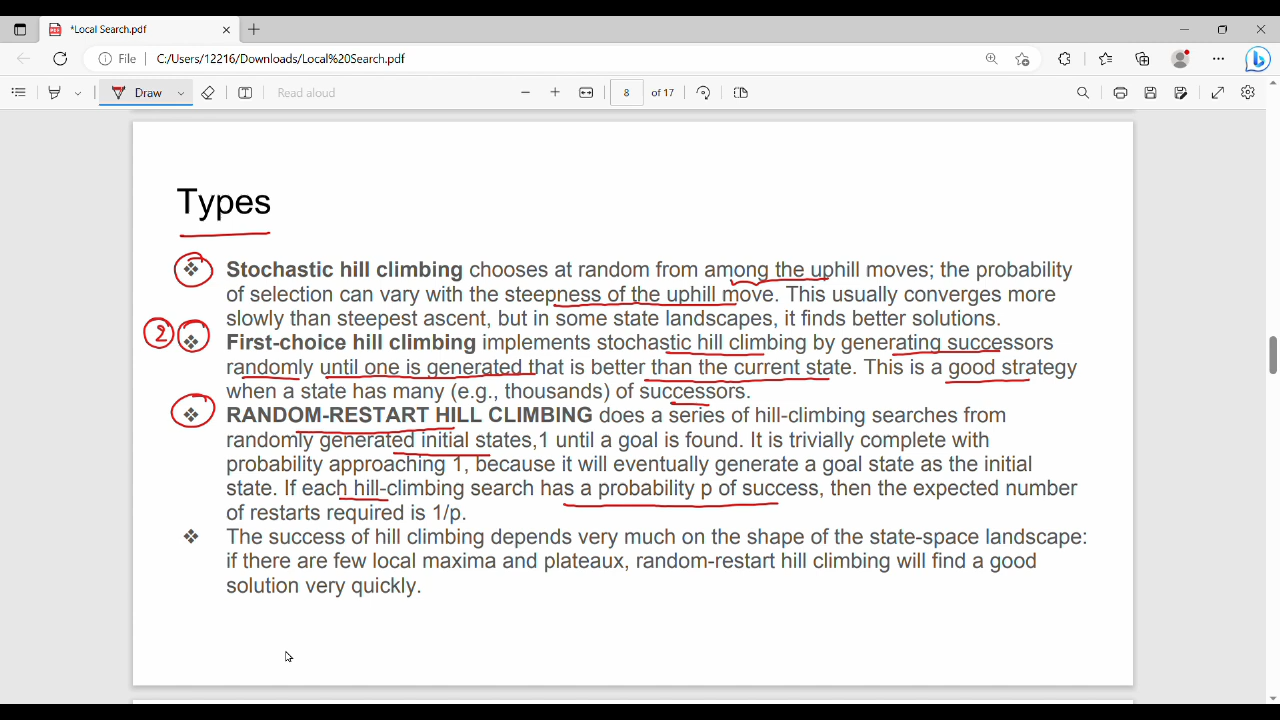 *Local Search.pdf
File C:/Users/12216/Downloads/Local%20Search.pdf
Draw Read aloud 8 of 17
Types
❖ Stochastic hill climbing chooses at random from among the uphill moves; the probability
of selection can vary with the steepness of the uphill move. This usually converges more
slowly than steepest ascent, but in some state landscapes, it finds better solutions.
2 ❖ First-choice hill climbing implements stochastic hill climbing by generating successors
randomly until one is generated that is better than the current state. This is a good strategy
when a state has many (e.g., thousands) of successors.
❖ RANDOM-RESTART HILL CLIMBING does a series of hill-climbing searches from
randomly generated initial states,1 until a goal is found. It is trivially complete with
probability approaching 1, because it will eventually generate a goal state as the initial
state. If each hill-climbing search has a probability p of success, then the expected number
of restarts required is 1/p.
❖ The success of hill climbing depends very much on the shape of the state-space landscape:
if there are few local maxima and plateaux, random-restart hill climbing will find a good
solution very quickly.